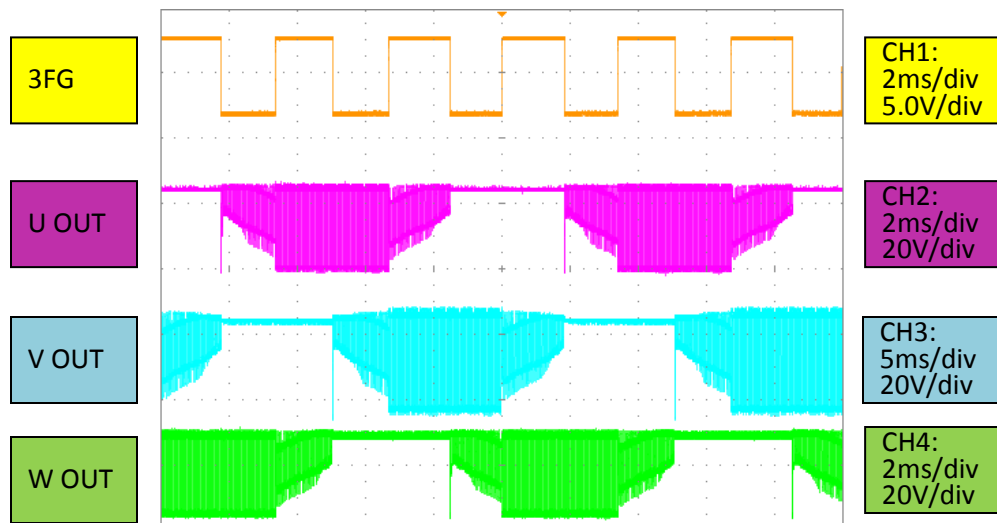 3FG
CH1:
2ms/div
5.0V/div
U OUT
CH2:
2ms/div
20V/div
V OUT
CH3:
5ms/div
20V/div
W OUT
CH4:
2ms/div
20V/div